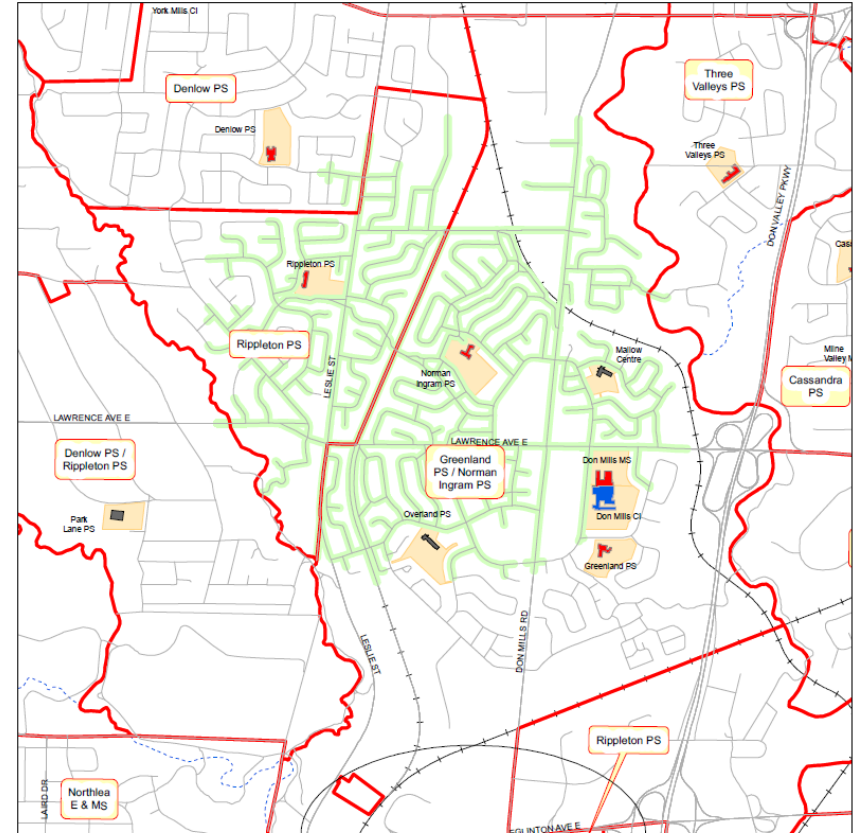 York Mills CI
Denlow PS
Three
Valleys PS
Denlow PS
Three
Valleys PS
DON VALLEY PKWY
Rippleton PS
Rippleton PS
LESLIE ST
Norman
Ingram PS
Mallow
Centre
Milne
Valley M
Cassandra
PS
LAWRENCE AVE E
LAWRENCE AVE E
Denlow PS /
Rippleton PS
Greenland
PS / Norman
Ingram PS
Don Mills MS
Don Mills CI
Park
Lane PS
Overland PS
Greenland PS
LESLIE ST
DON MILLS RD
Rippleton PS
Northlea
E & MS
LAIRD DR
EGLINTON AVE E